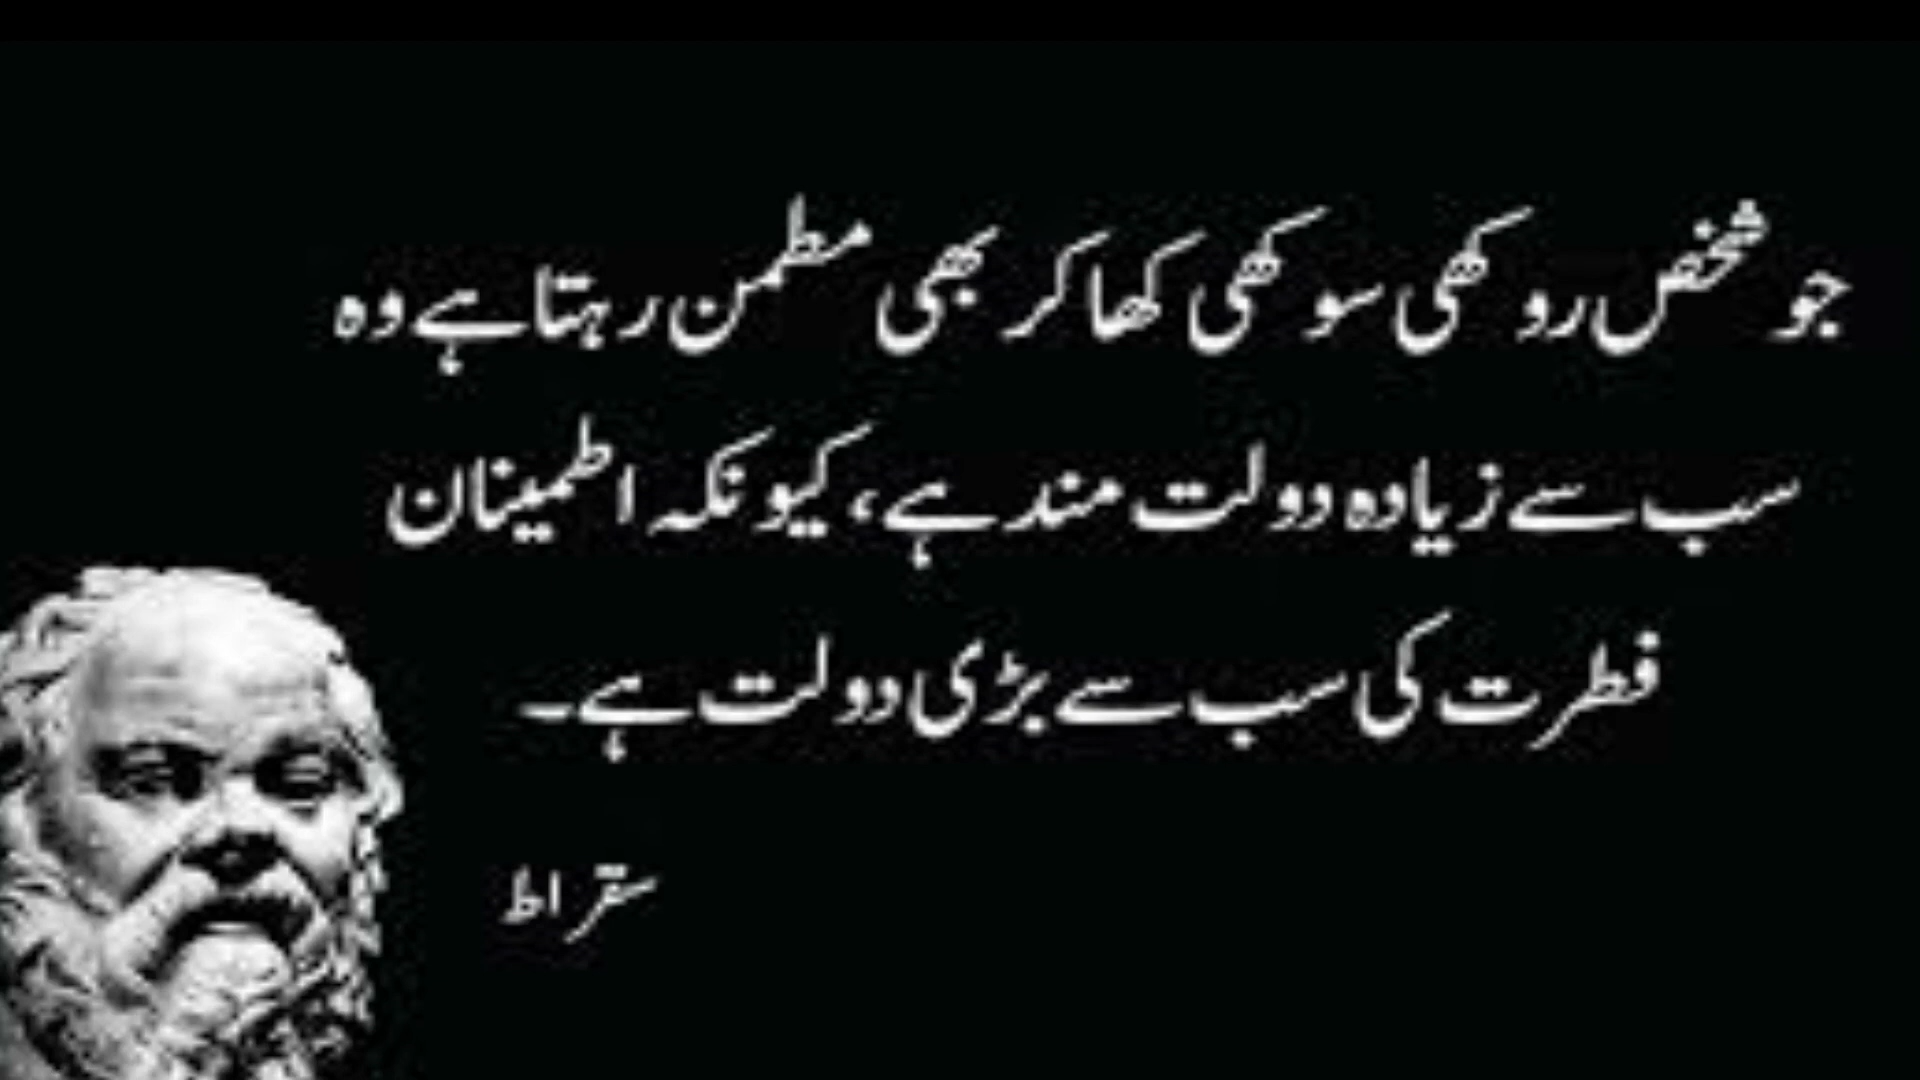 جو شخص روکھی سوکھی کھا کر بھی مطمن رہتا ہے وہ
سب سے زیادہ دولت مند ہے، کیونکہ اطمینان
فطرت کی سب سے بڑی دولت ہے۔
سقراط